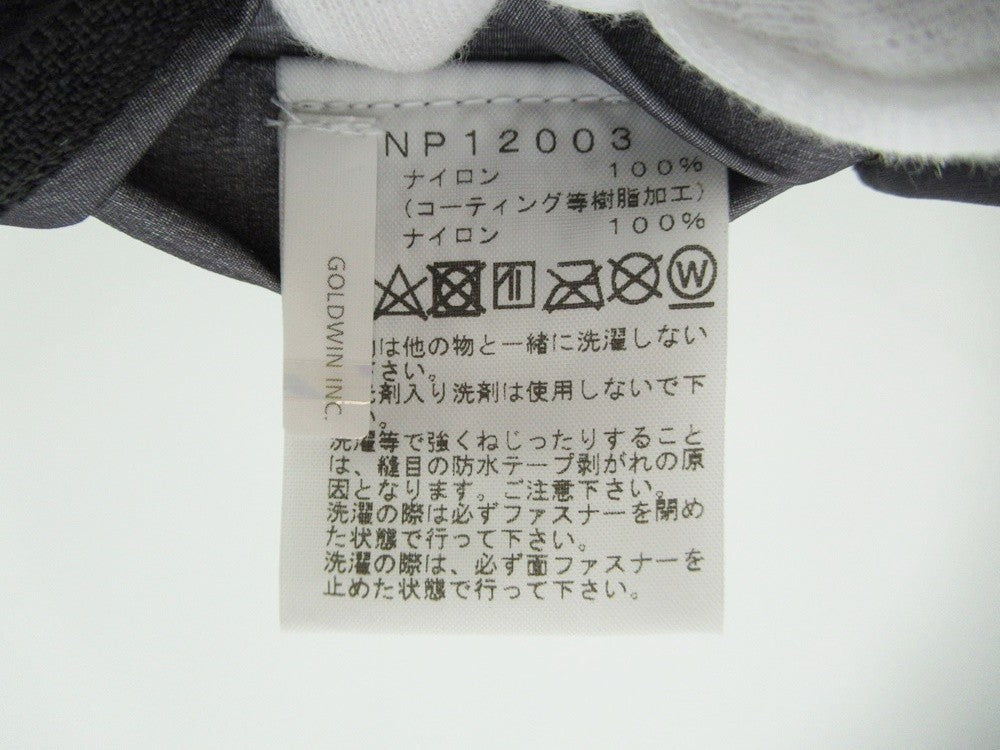 NP12003
ナイロン 100%
(コーティング等樹脂加工)
ナイロン 100%
W
GOLDWIN INC.
は他の物と一緒に洗濯しない
さい。
剤入り洗剤は使用しないで下
い。
洗濯等で強くねじったりすること
は、縫目の防水テープ剥がれの原
因となります。ご注意下さい。
洗濯の際は必ずファスナーを閉め
た状態で行って下さい。
洗濯の際は、必ず面ファスナーを
止めた状態で行って下さい。